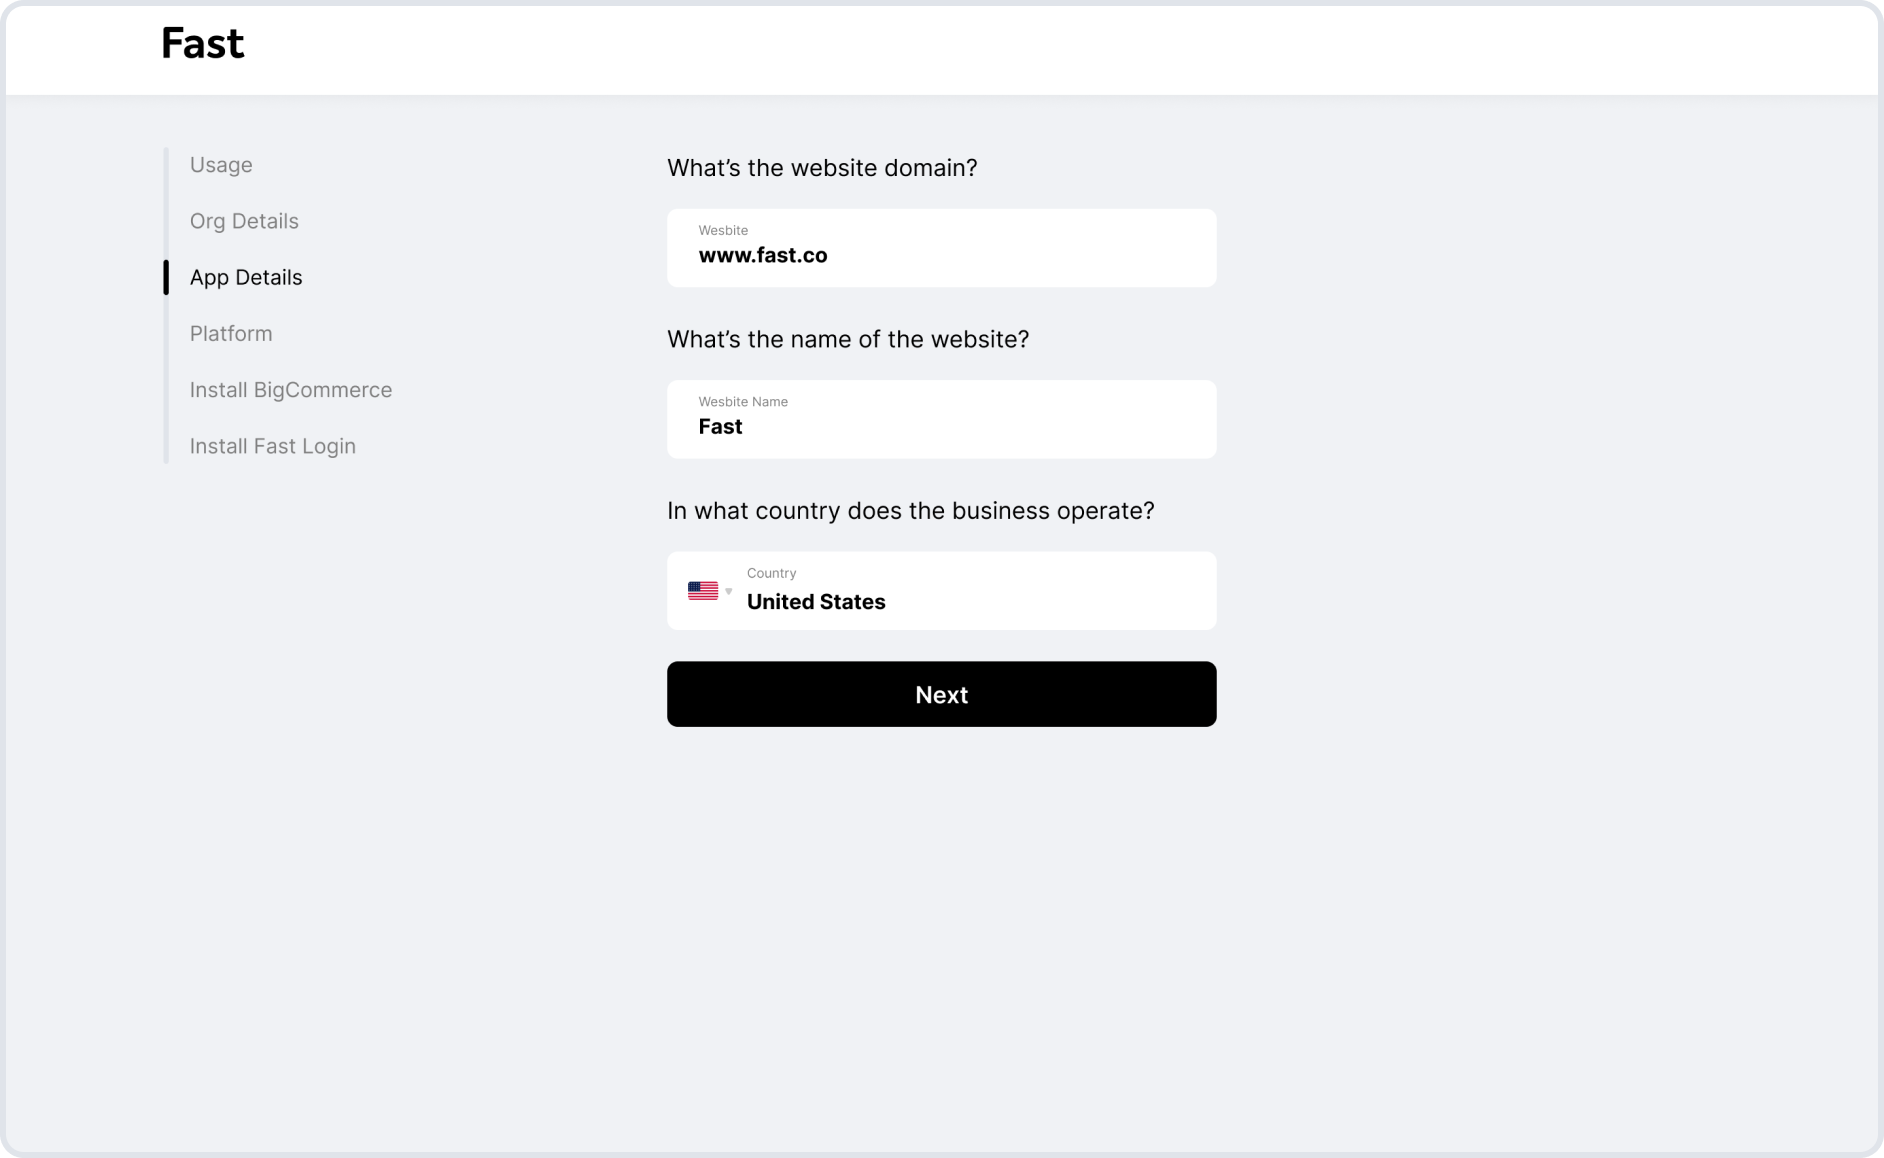 Fast
Usage
Org Details
App Details
Platform
Install BigCommerce
Install Fast Login
What’s the website domain?
Wesbite
www.fast.co
What’s the name of the website?
Wesbite Name
Fast
In what country does the business operate?
Country
United States
Next